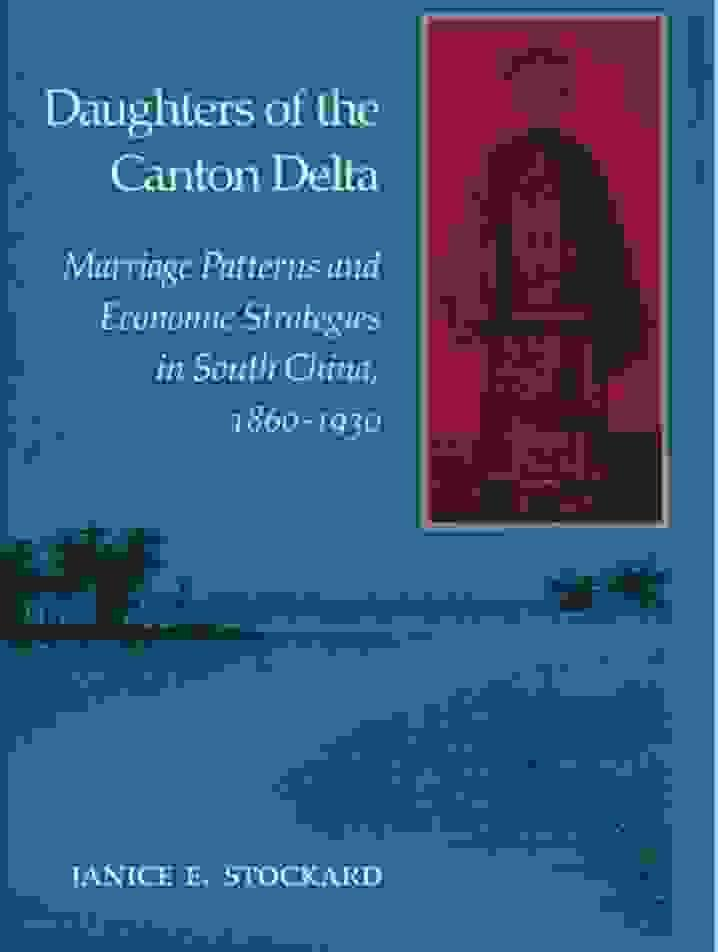 Daughters of the
Canton Delta
Marriage Patterns and
Economic Strategies
in South China,
1860-1930
JANICE E. STOCKARD